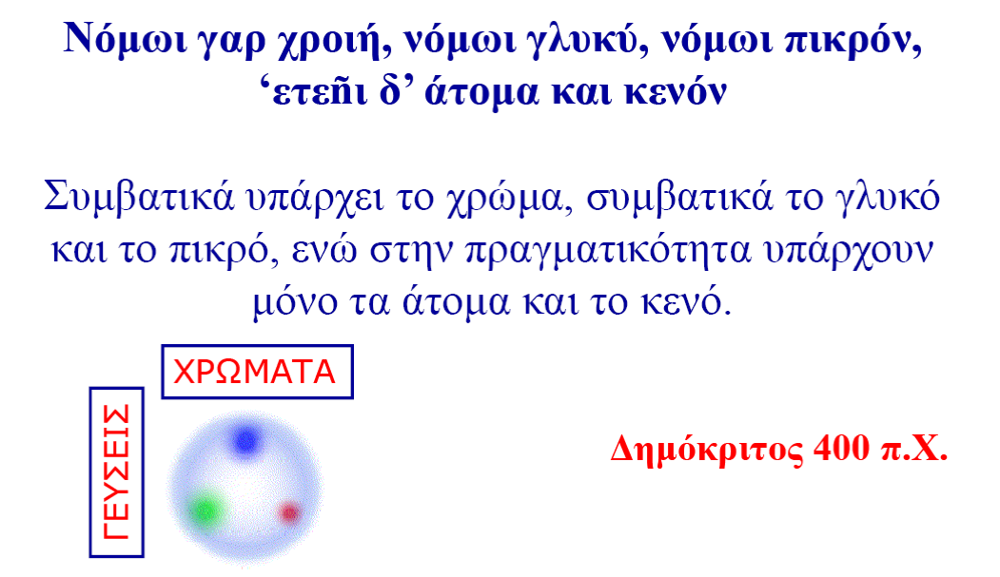 Νόμωι γαρ χροιή, νόμωι γλυκύ, νόμωι πικρόν,
‘ετεñι δ’ άτομα και κενόν
Συμβατικά υπάρχει το χρώμα, συμβατικά το γλυκό
και το πικρό, ενώ στην πραγματικότητα υπάρχουν
μόνο τα άτομα και το κενό.
ΧΡΩΜΑΤΑ
ΓΕΥΣΕΙΣ
Δημόκριτος 400 π.Χ.